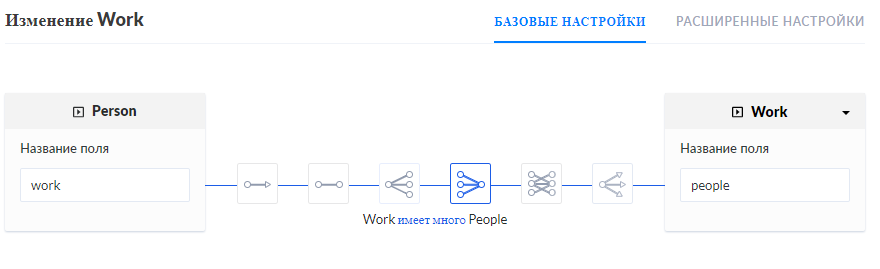 Изменение Work
БАЗОВЫЕ НАСТРОЙКИ
РАСШИРЕННЫЕ НАСТРОЙКИ
Person
Название поля
work
Work имеет много People
Work
Название поля
people